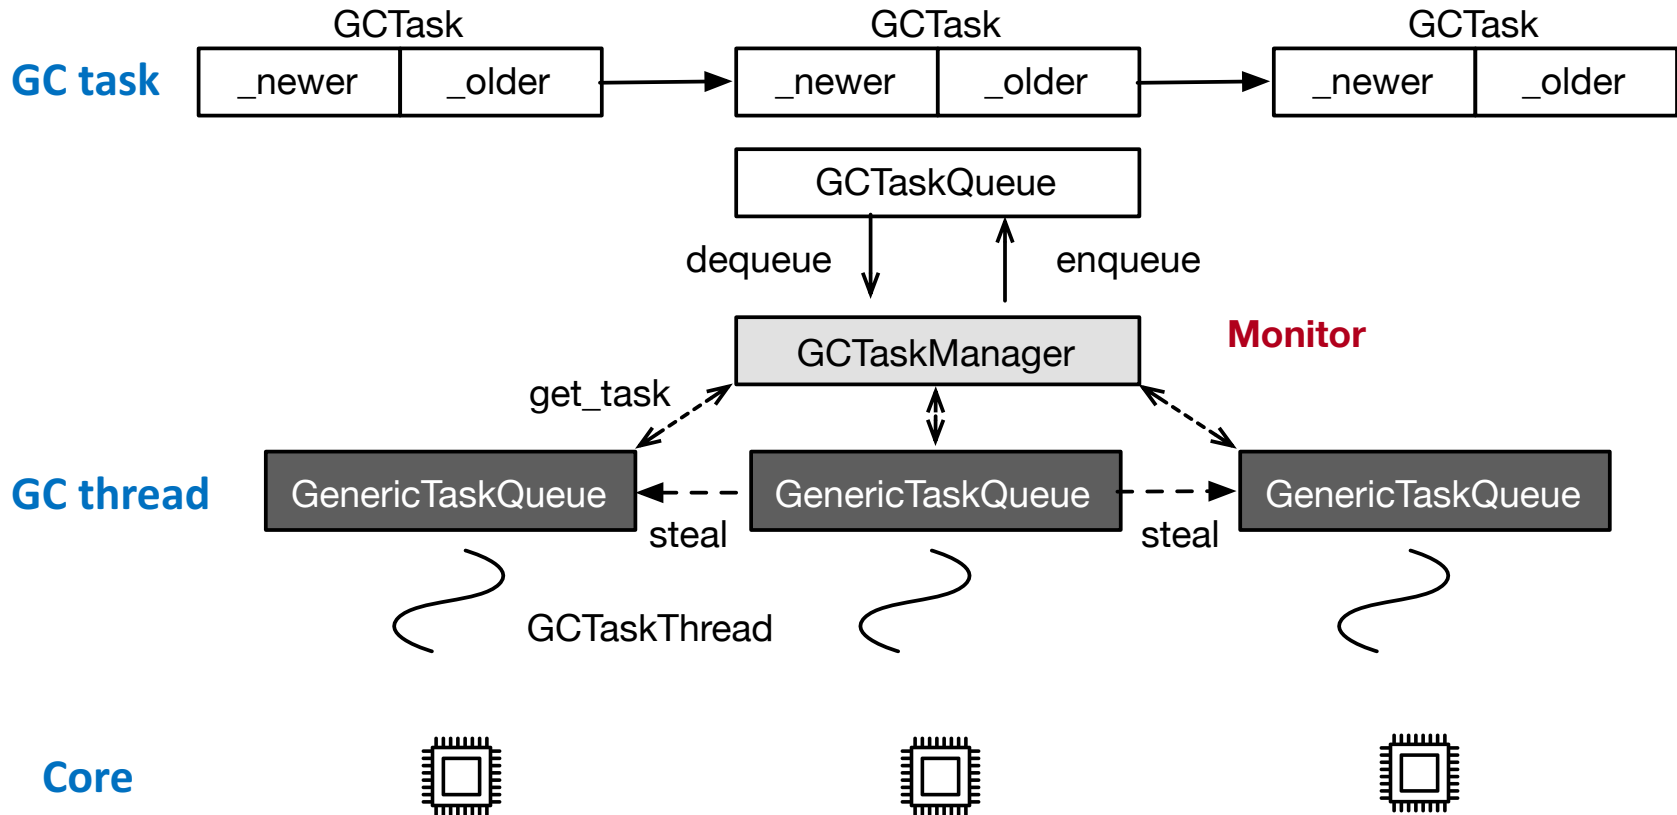 GCTask GCTask GCTask
GC task _newer _older _newer _older _newer _older
GCTaskQueue
dequeue enqueue
Monitor
GCTaskManager
get_task
GC thread GenericTaskQueue GenericTaskQueue GenericTaskQueue
steal steal
GCTaskThread
Core